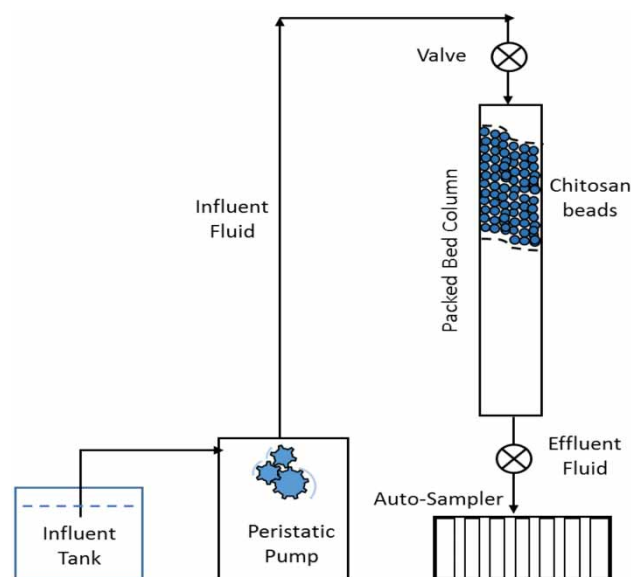 Valve
Chitosan
beads
Influent
Fluid
Packed Bed Column
Effluent
Fluid
Auto-Sampler
Influent
Tank
Peristatic
Pump